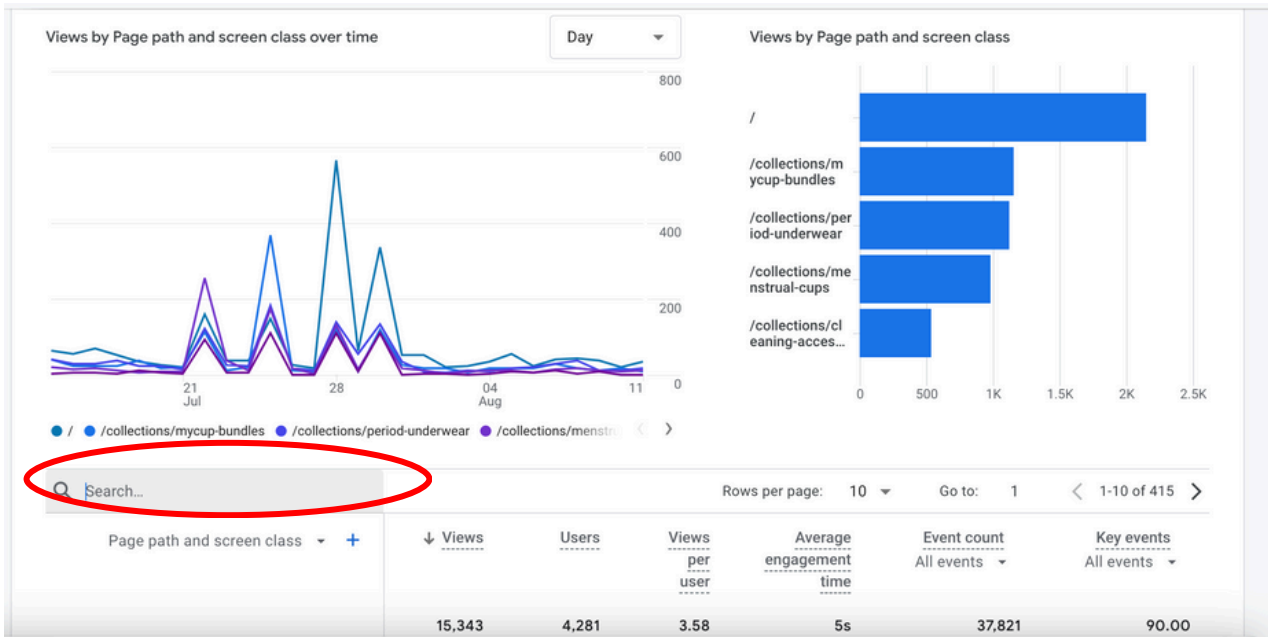 Views by Page path and screen class over time
Day
800
600
400
200
0
21
Jul
28
04
Aug
11
/ /collections/mycup-bundles /collections/period-underwear /collections/menstr
Views by Page path and screen class
/
/collections/m
ycup-bundles
/collections/per
iod-underwear
/collections/me
nstrual-cups
/collections/cl
eaning-acces...
0 500 1K 1.5K 2K 2.5K
Search...
Rows per page: 10 Go to: 1 1-10 of 415
Page path and screen class + Views Users Views
per
user Average
engagement
time Event count
All events Key events
All events
15,343 4,281 3.58 5s 37,821 90.00